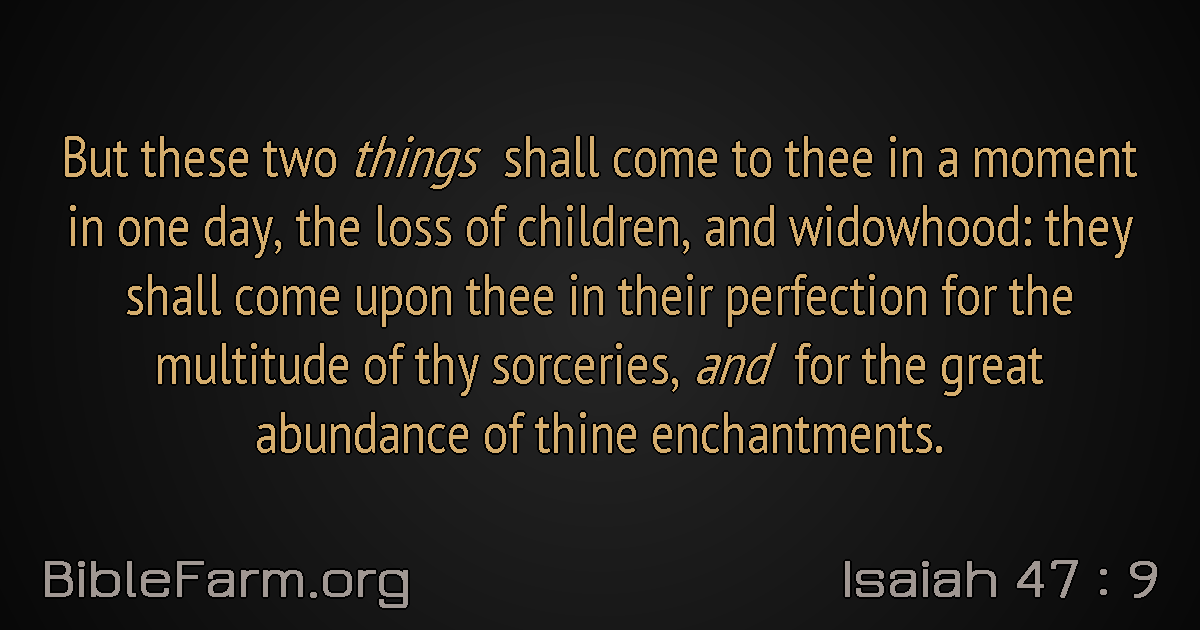 But these two things shall come to thee in a moment
in one day, the loss of children, and widowhood: they
shall come upon thee in their perfection for the
multitude of thy sorceries, and for the great
abundance of thine enchantments.
BibleFarm.org
Isaiah 47 : 9